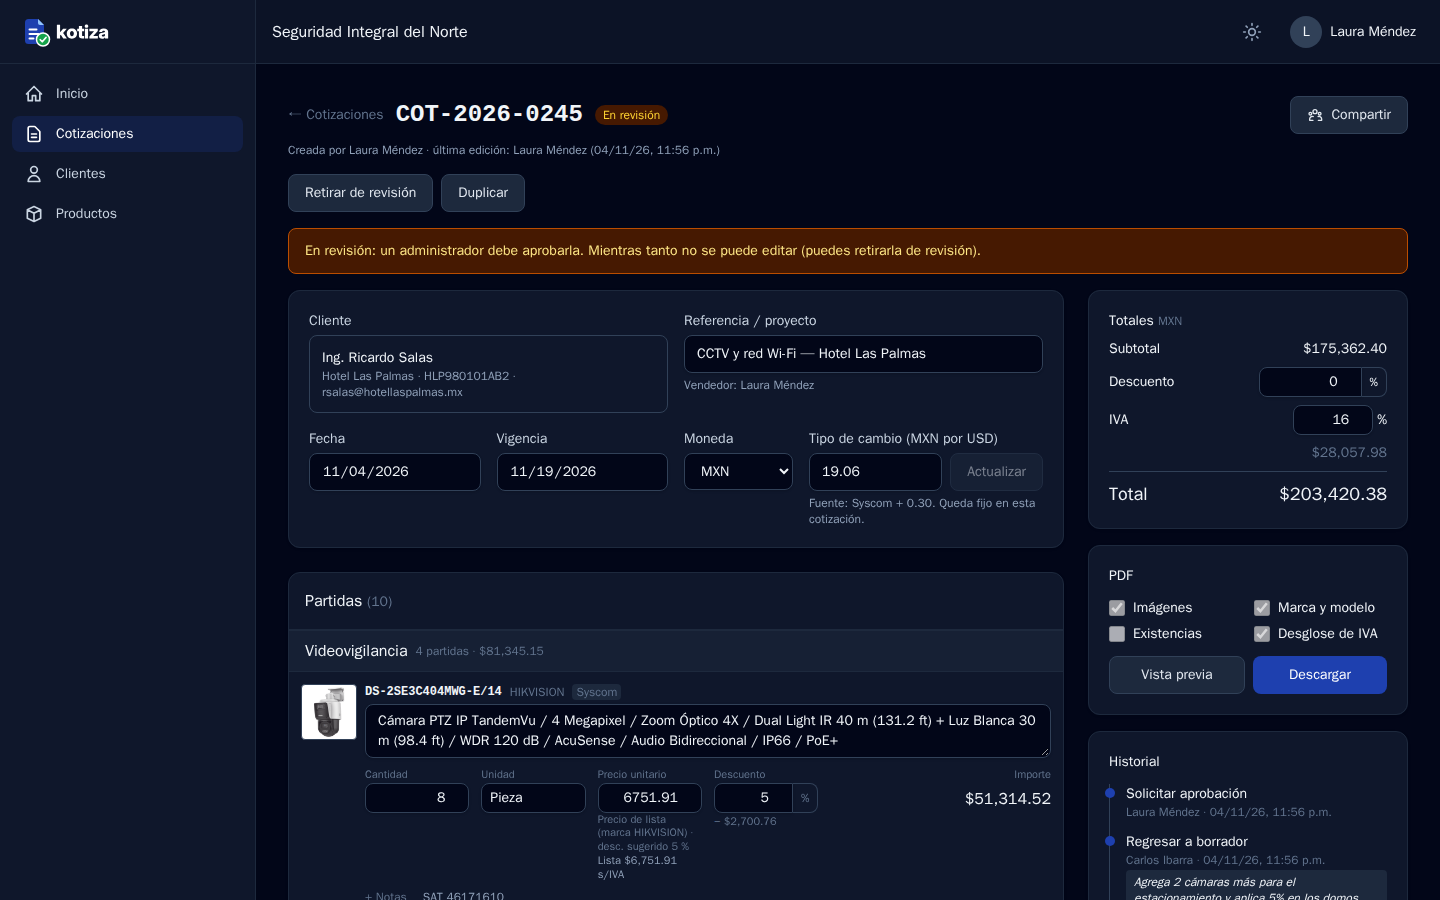 kotiza
Seguridad Integral del Norte
L
Laura Méndez
Inicio
Cotizaciones
Clientes
Productos
← Cotizaciones
COT-2026-0245
En revisión
Compartir
Creada por Laura Méndez · última edición: Laura Méndez (04/11/26, 11:56 p.m.)
Retirar de revisión
Duplicar
En revisión: un administrador debe aprobarla. Mientras tanto no se puede editar (puedes retirarla de revisión).
Cliente
Ing. Ricardo Salas
Hotel Las Palmas · HLP980101AB2 ·
rsalas@hotellaspalmas.mx
Referencia / proyecto
CCTV y red Wi-Fi — Hotel Las Palmas
Vendedor: Laura Méndez
Fecha
11/04/2026
Vigencia
11/19/2026
Moneda
MXN
Tipo de cambio (MXN por USD)
19.06
Actualizar
Fuente: Syscom + 0.30. Queda fijo en esta
cotización.
Totales MXN
Subtotal
$175,362.40
Descuento
0
%
IVA
16
%
$28,057.98
Total
$203,420.38
PDF
Imágenes
Marca y modelo
Existencias
Desglose de IVA
Vista previa
Descargar
Partidas (10)
Videovigilancia
4 partidas · $81,345.15
DS-2SE3C404MWG-E/14
HIKVISION
Syscom
Cámara PTZ IP TandemVu / 4 Megapixel / Zoom Óptico 4X / Dual Light IR 40 m (131.2 ft) + Luz Blanca 30
m (98.4 ft) / WDR 120 dB / AcuSense / Audio Bidireccional / IP66 / PoE+
Cantidad
8
Unidad
Pieza
Precio unitario
6751.91
Precio de lista
(marca HIKVISION) ·
desc. sugerido 5 %
Lista $6,751.91
s/IVA
Descuento
5
%
− $2,700.76
Importe
$51,314.52
+ Notas
SAT 46171610
Historial
Solicitar aprobación
Laura Méndez · 04/11/26, 11:56 p.m.
Regresar a borrador
Carlos Ibarra · 04/11/26, 11:56 p.m.
Agrega 2 cámaras más para el
estacionamiento y aplica 5% en los domos